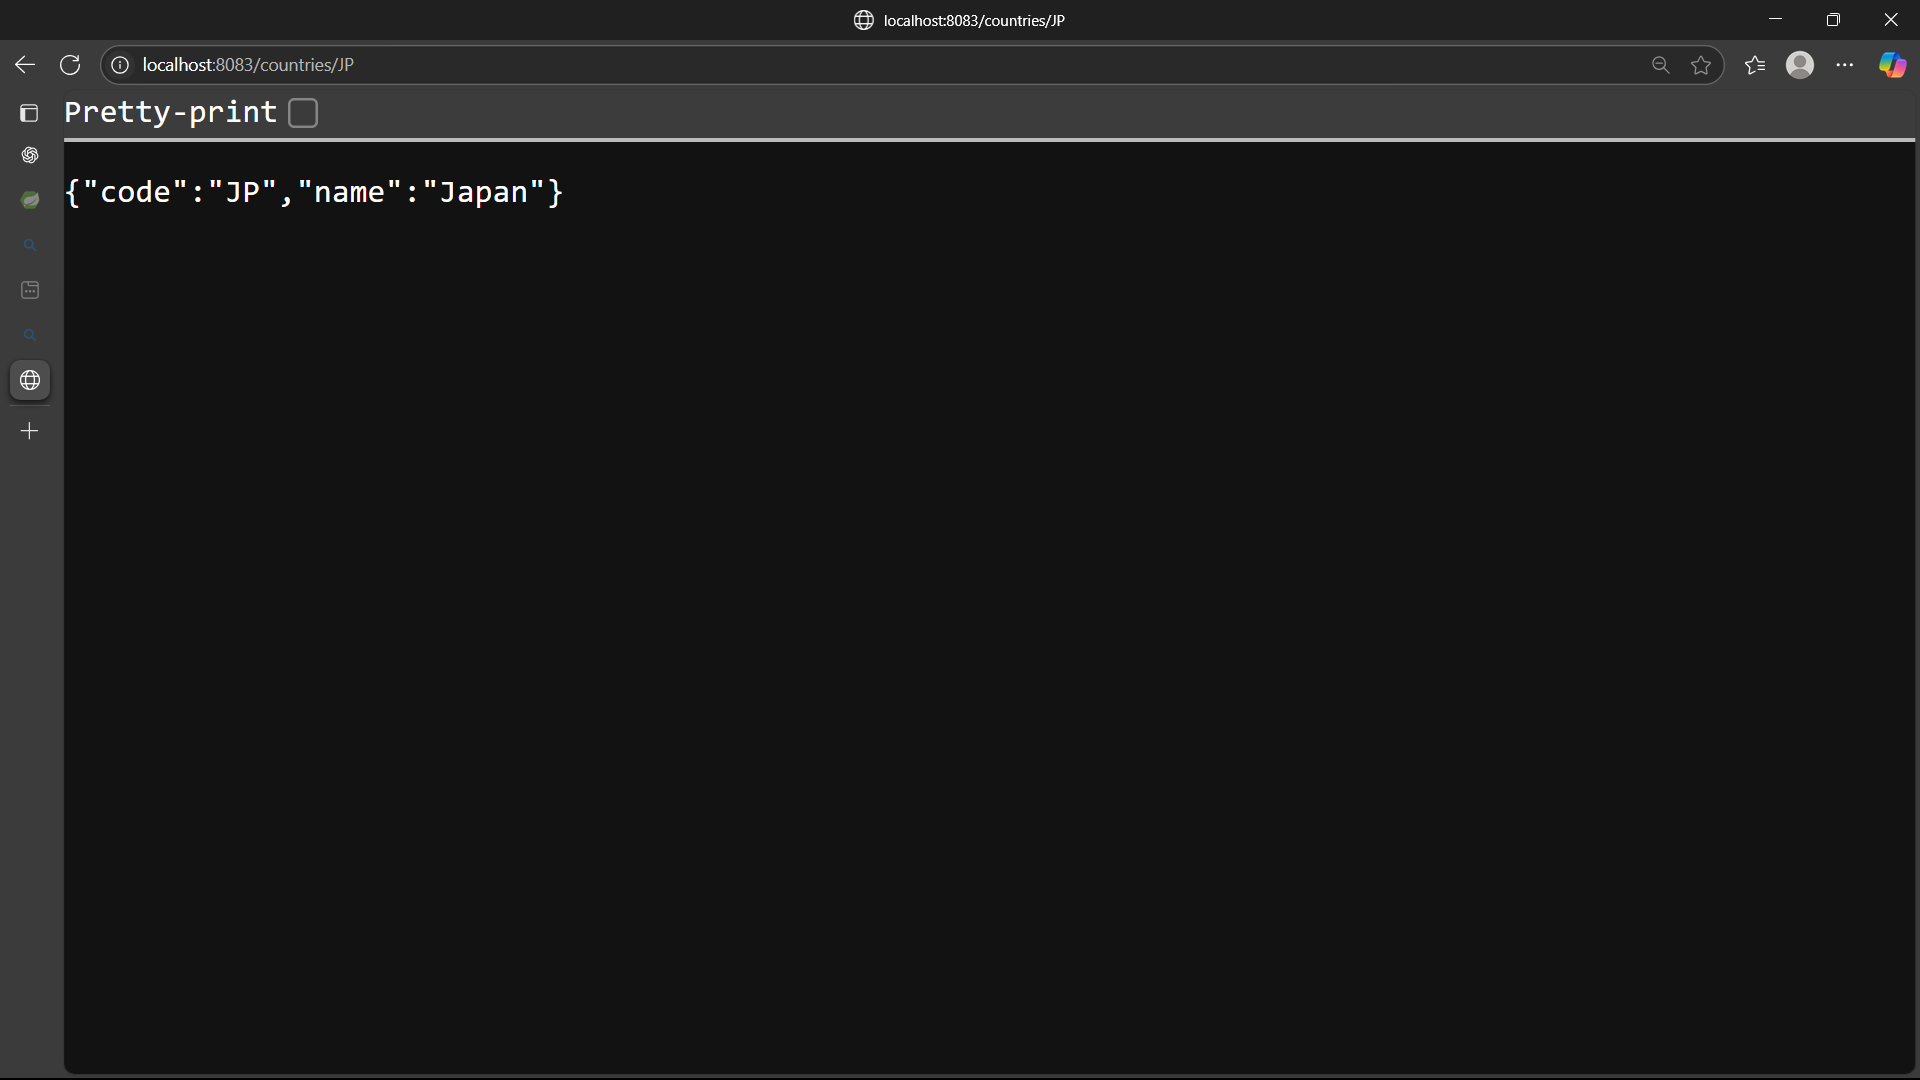 localhost:8083/countries/JP
localhost:8083/countries/JP
Pretty-print
{"code":"JP","name":"Japan"}